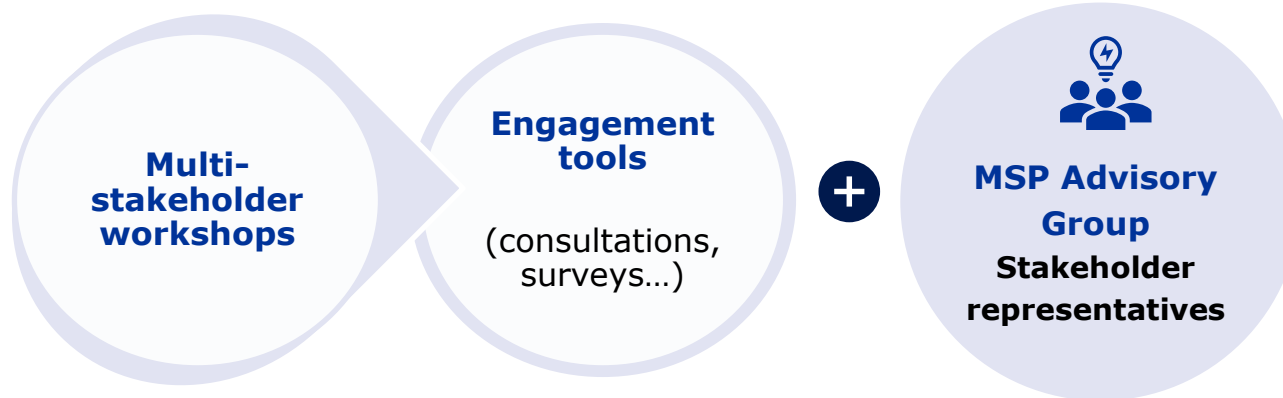 Multi-
stakeholder
workshops
Engagement
tools
(consultations,
surveys…)
MSP Advisory
Group
Stakeholder
representatives